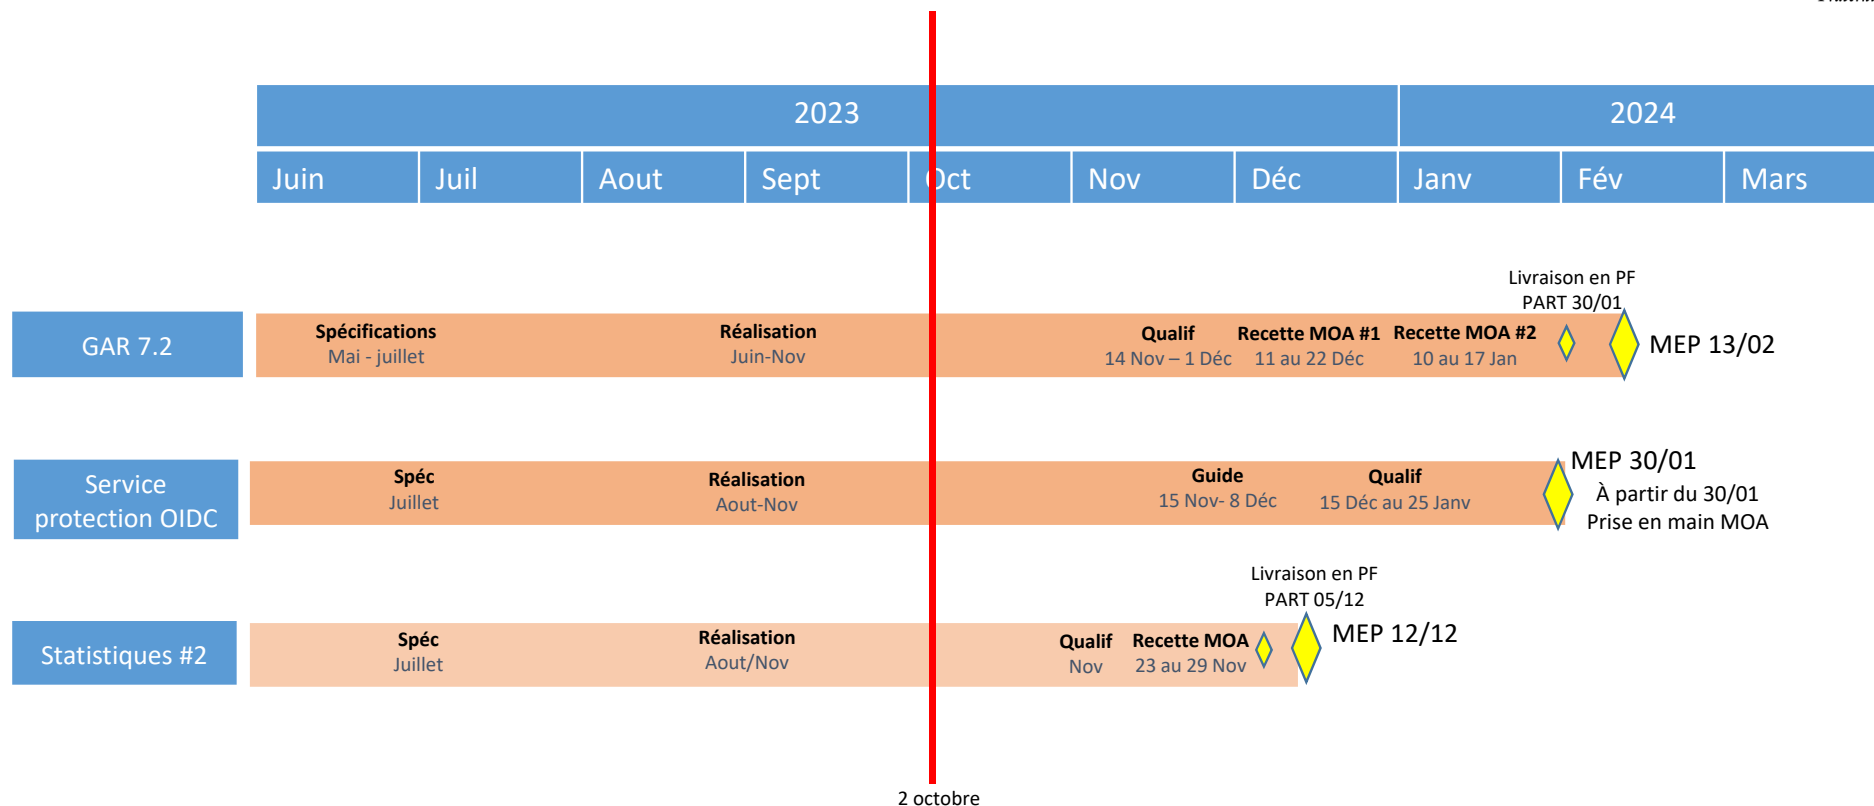 2023
2024
Juin
Juil
Aout
Sept
Oct
Nov
Déc
Janv
Fév
Mars
Livraison en PF
PART 30/01
GAR 7.2
Spécifications
Mai - juillet
Réalisation
Juin-Nov
Qualif
14 Nov – 1 Déc
Recette MOA #1
11 au 22 Déc
Recette MOA #2
10 au 17 Jan
MEP 13/02
Service
protection OIDC
Spéc
Juillet
Réalisation
Aout-Nov
Guide
15 Nov- 8 Déc
Qualif
15 Déc au 25 Janv
MEP 30/01
À partir du 30/01
Prise en main MOA
Livraison en PF
PART 05/12
Statistiques #2
Spéc
Juillet
Réalisation
Aout/Nov
Qualif
Nov
Recette MOA
23 au 29 Nov
MEP 12/12
2 octobre